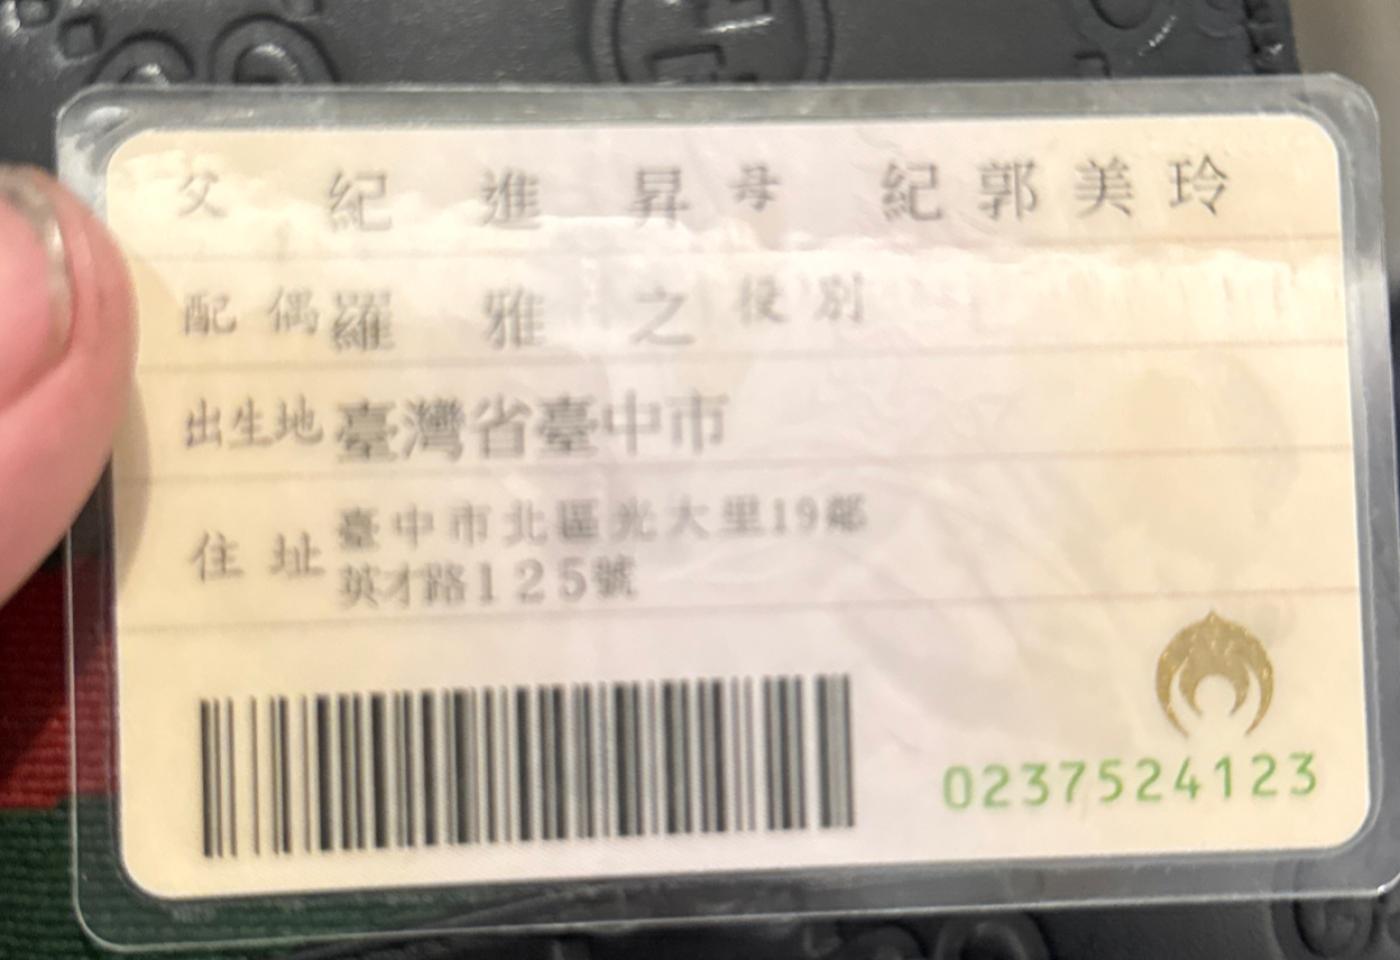 父 紀進昇 母 紀郭美玲
配偶 羅雅之 役別
出生地 臺灣省臺中市
住址 臺中市北區光大里19鄰
英才路125號
0237524123